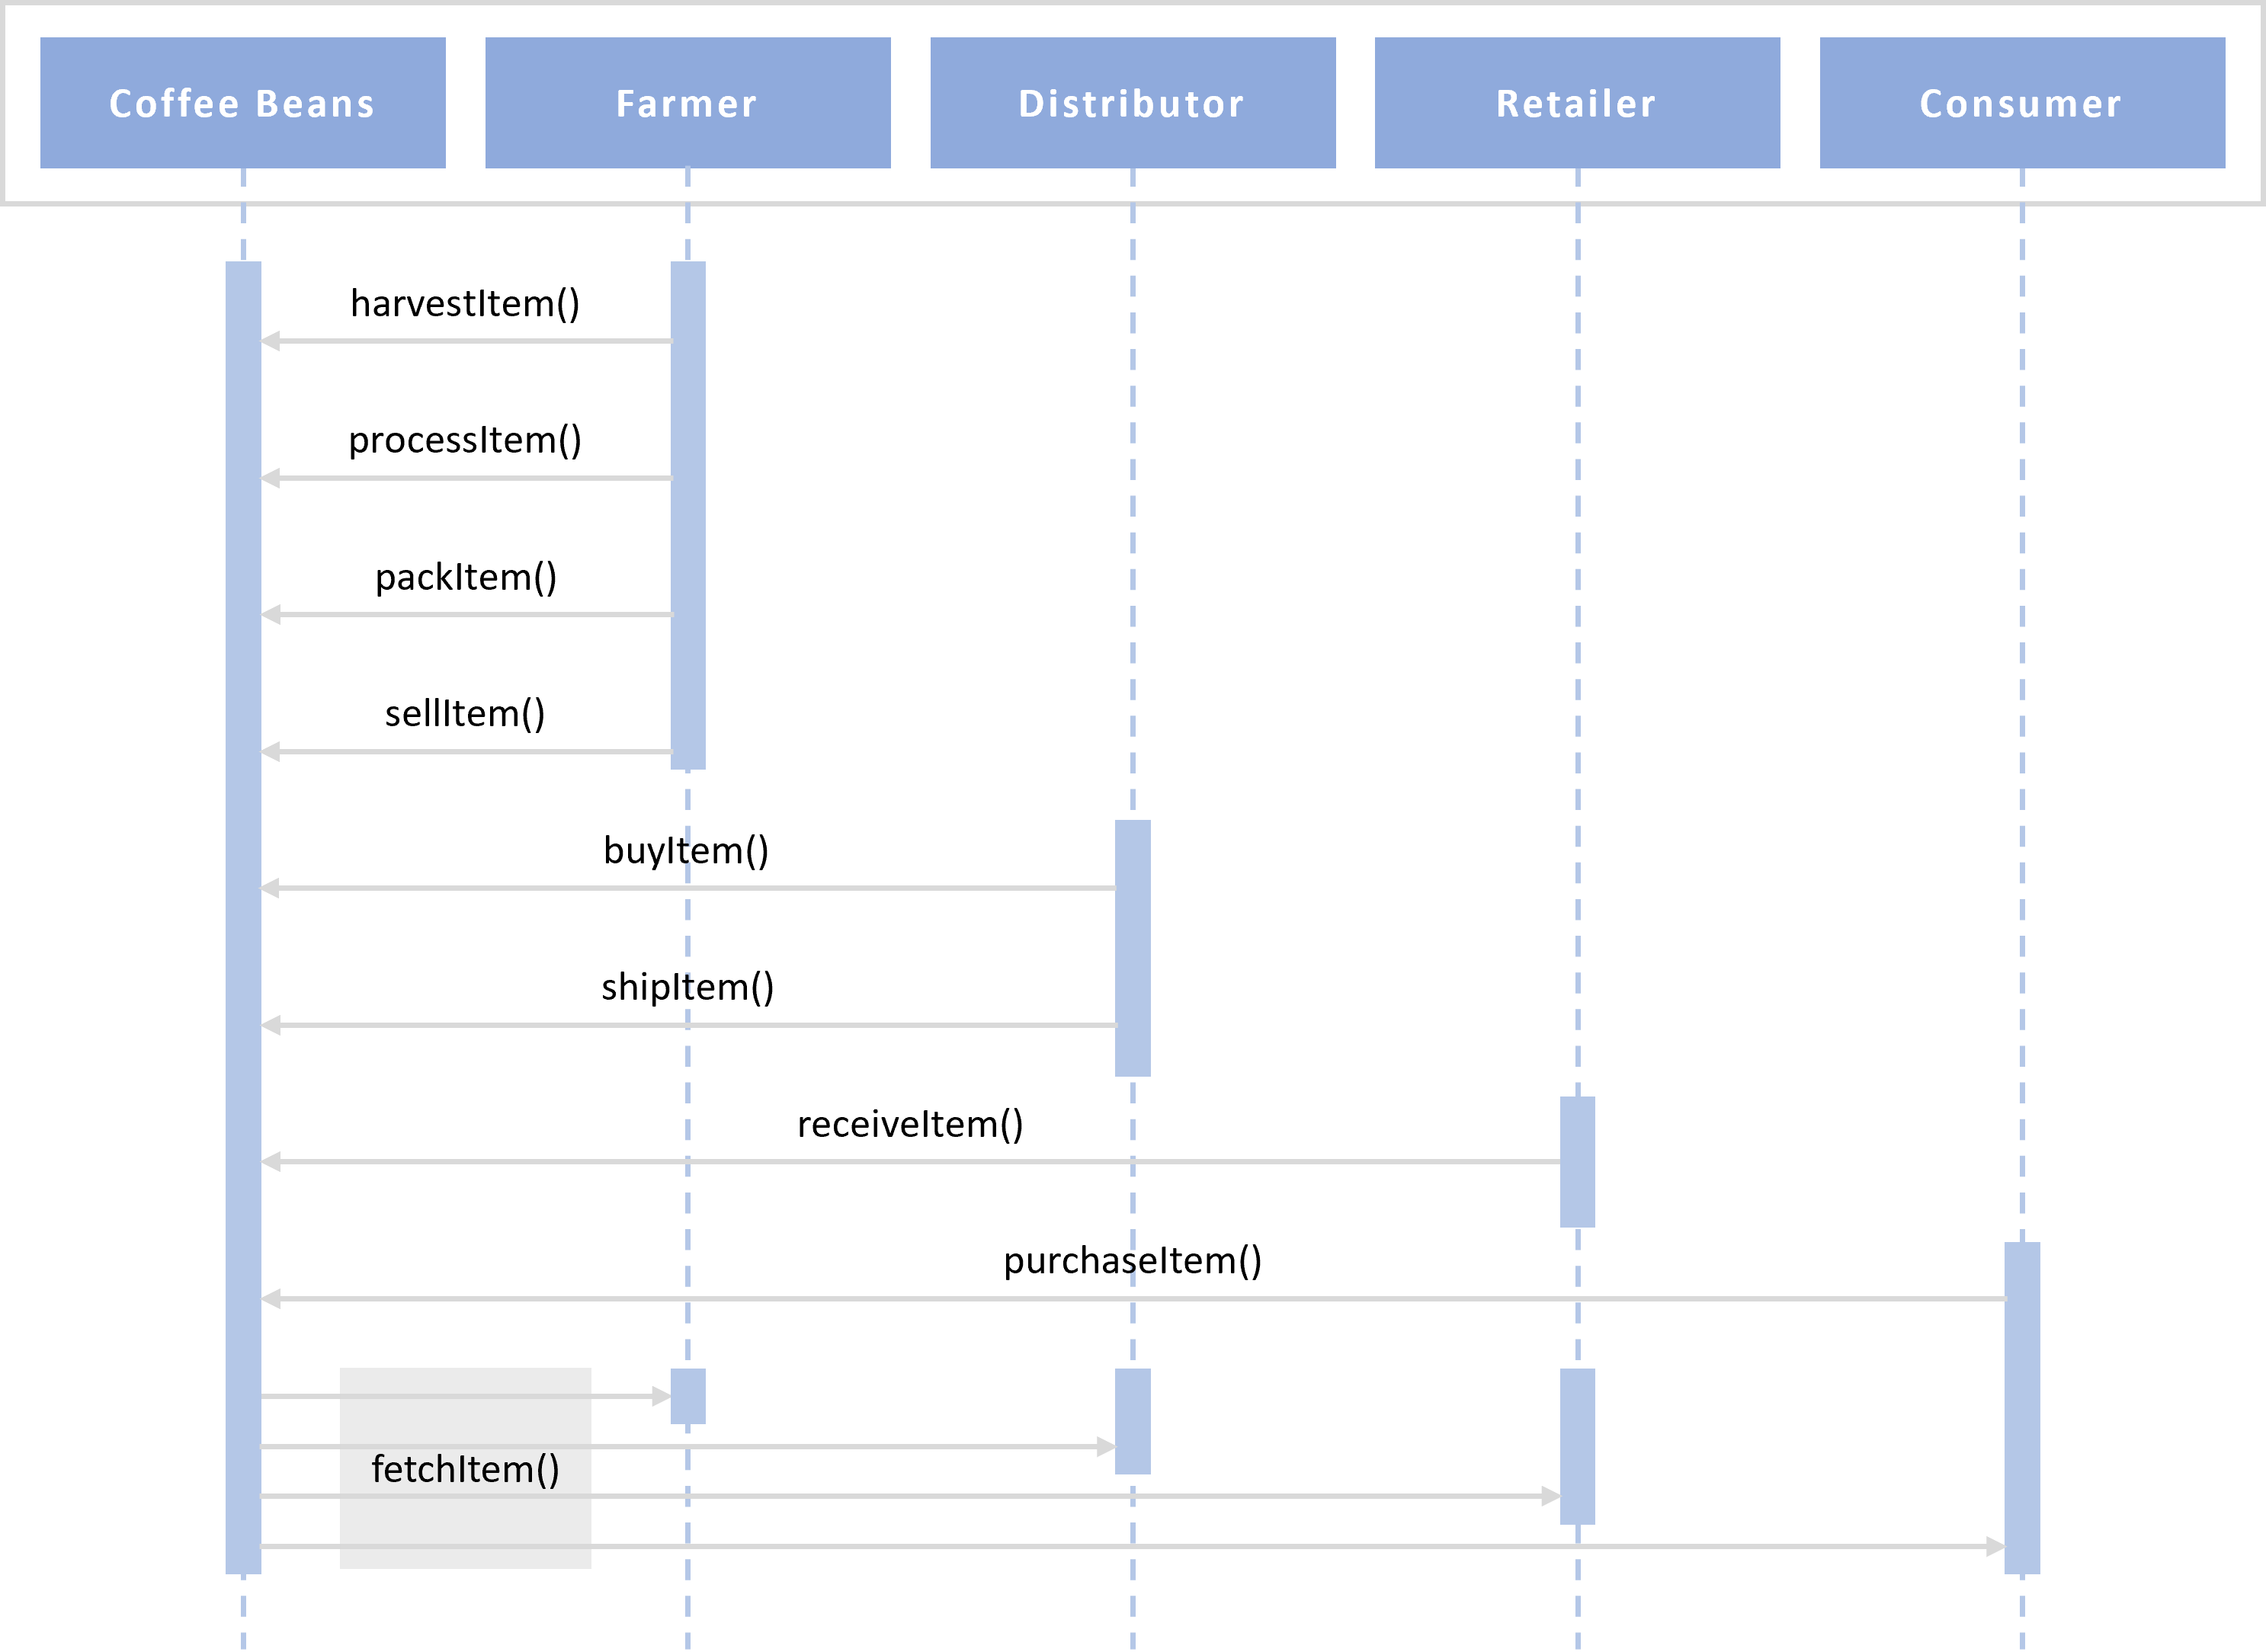 Coffee Beans
Farmer
Distributor
Retailer
Consumer
harvestItem()
processItem()
packItem()
sellItem()
buyItem()
shipItem()
receiveItem()
purchaseItem()
fetchItem()